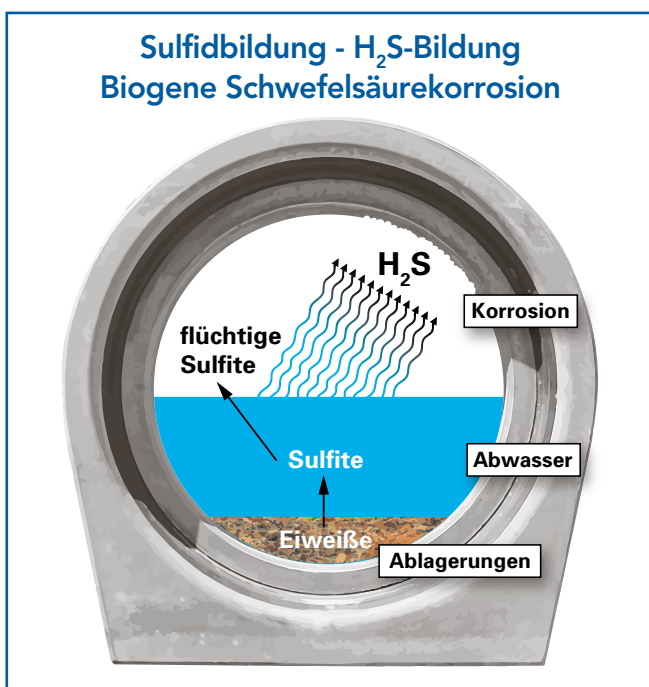 Sulfidbildung - H₂S-Bildung
Biogene Schwefelsäurekorrosion
H₂S
Korrosion
flüchtige
Sulfite
Sulfite
Abwasser
Eiweiße
Ablagerungen